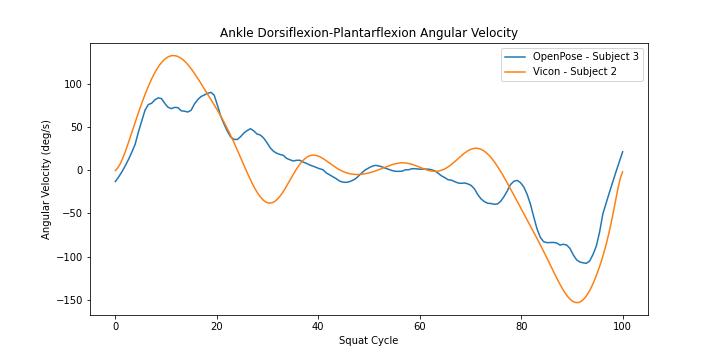 Ankle Dorsiflexion-Plantarflexion Angular Velocity
OpenPose - Subject 3
Vicon - Subject 2
Angular Velocity (deg/s)
100
50
0
−50
−100
−150
0
20
40
60
80
100
Squat Cycle